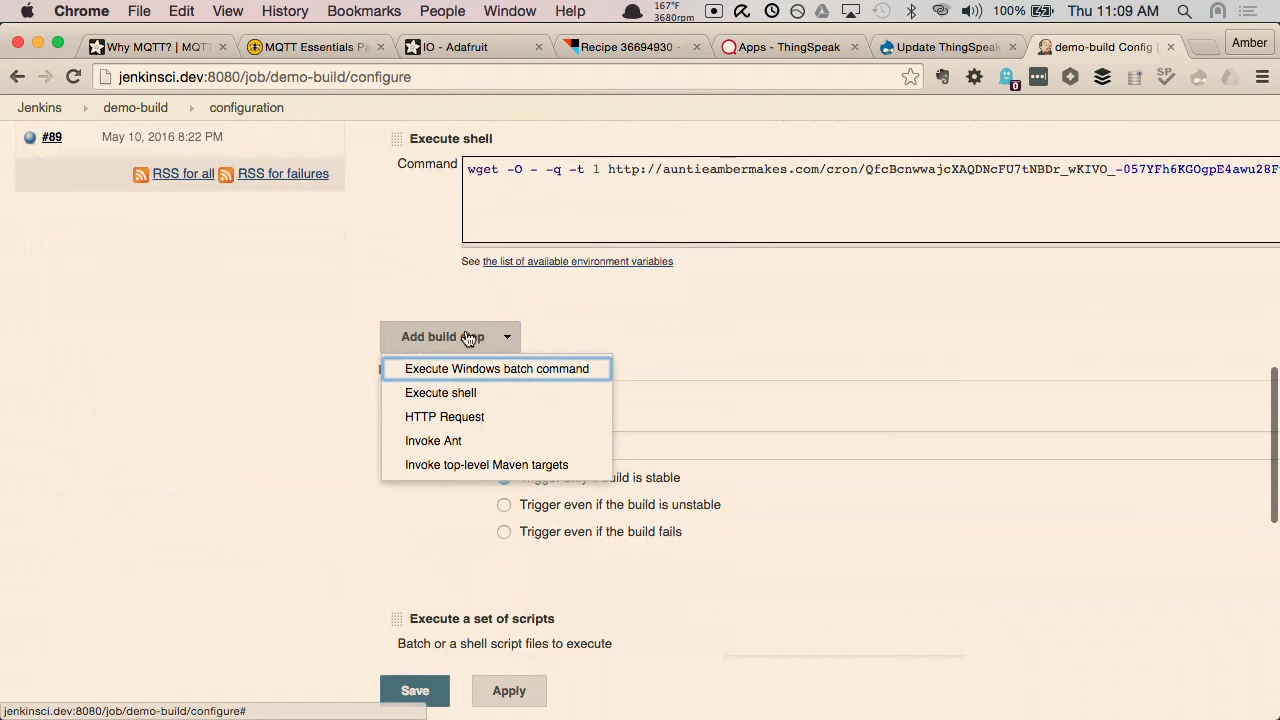 Chrome File Edit View History Bookmarks People Window Help 167°F 3680rpm 100% Thu 11:09 AM
Why MQTT? | MQTT MQTT Essentials Pa IO - Adafruit Recipe 36694930 - Apps - ThingSpeak Update ThingSpeak demo-build Config [ Amber
jenkinsci.dev:8080/job/demo-build/configure 0
Jenkins demo-build configuration
#89 May 10, 2016 8:22 PM
RSS for all RSS for failures
Execute shell
Command
wget -O - -q -t 1 http://auntieambermakes.com/cron/QfcBcnwwajcXAQDNcFU7tNBDr_wKIVO_-057YFh6KGOgpE4awu28F
See the list of available environment variables
Add build
Execute Windows batch command
Execute shell
HTTP Request
Invoke Ant
Invoke top-level Maven targets
build is stable
Trigger even if the build is unstable
Trigger even if the build fails
Execute a set of scripts
Batch or a shell script files to execute
Save Apply
jenkinsci.dev:8080/job/demo-build/configure#